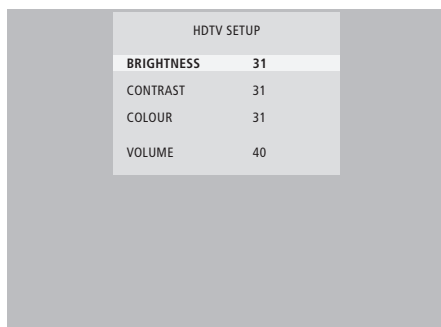 HDTV SETUP
BRIGHTNESS 31
CONTRAST 31
COLOUR 31
VOLUME 40